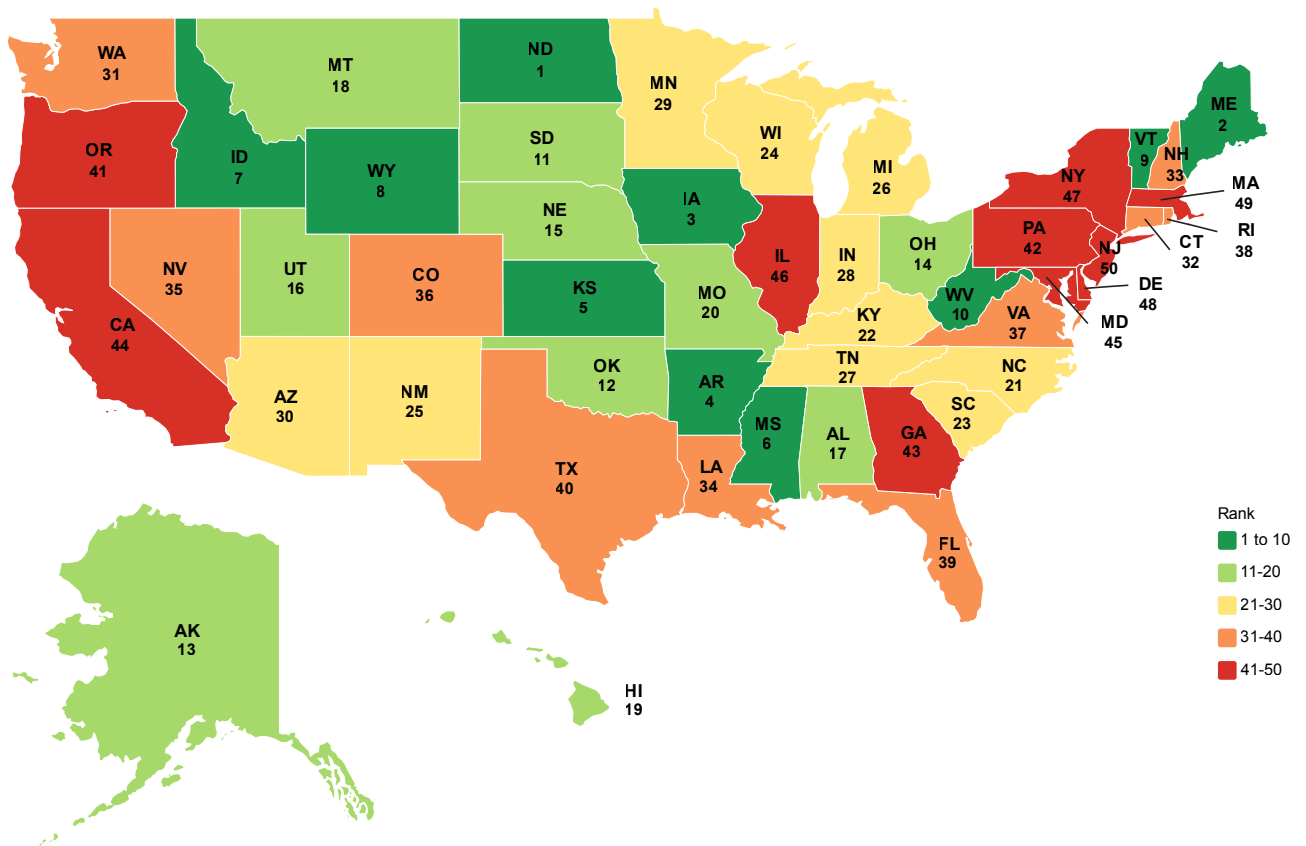 WA
31
MT
18
ND
1
MN
29
ME
2
OR
41
ID
7
WY
8
SD
11
WI
24
MI
26
VT
9
NH
33
NY
47
MA
49
IA
3
NE
15
NV
35
UT
16
CO
36
KS
5
MO
20
IL
46
IN
28
OH
14
PA
42
NJ
50
CT
32
RI
38
DE
48
MD
45
WV
10
VA
37
KY
22
CA
44
AZ
30
NM
25
OK
12
AR
4
TN
27
NC
21
SC
23
MS
6
AL
17
GA
43
TX
40
LA
34
FL
39
AK
13
HI
19
Rank
1 to 10
11-20
21-30
31-40
41-50